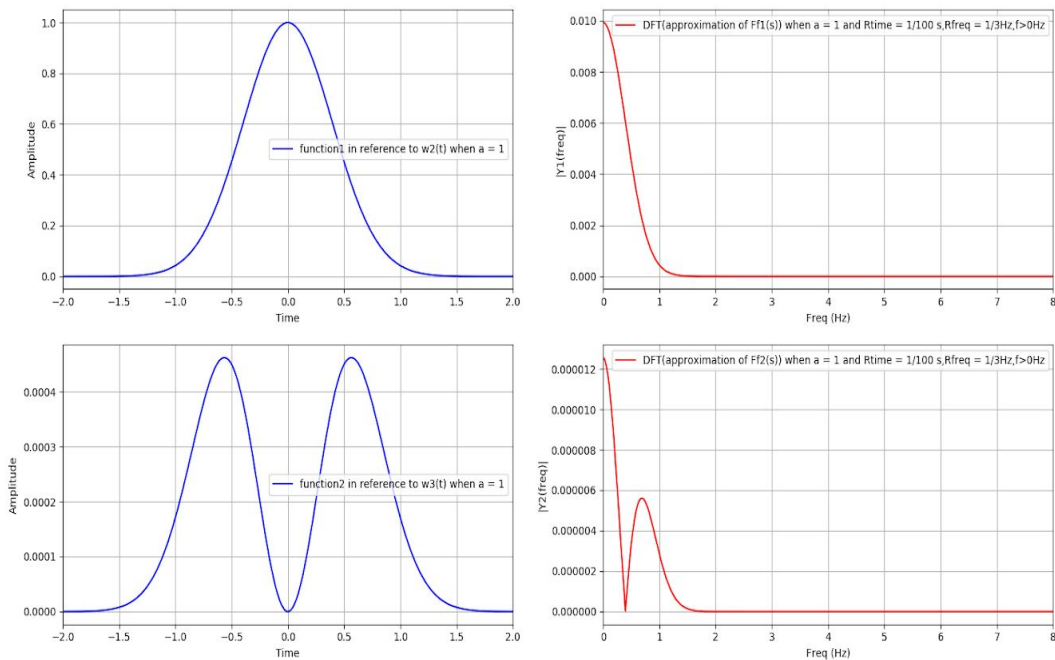 1.0
0.8
0.6
0.4
0.2
0.0
Amplitude
function1 in reference to w2(t) when a = 1
−2.0 −1.5 −1.0 −0.5 0.0 0.5 1.0 1.5 2.0
Time
0.010
0.008
0.006
0.004
0.002
0.000
|Y1(freq)|
DFT(approximation of Ff1(s)) when a = 1 and Rtime = 1/100 s,Rfreq = 1/3Hz,f>0Hz
0 1 2 3 4 5 6 7 8
Freq (Hz)
0.0004
0.0003
0.0002
0.0001
0.0000
Amplitude
function2 in reference to w3(t) when a = 1
−2.0 −1.5 −1.0 −0.5 0.0 0.5 1.0 1.5 2.0
Time
0.000012
0.000010
0.000008
0.000006
0.000004
0.000002
0.000000
|Y2(freq)|
DFT(approximation of Ff2(s)) when a = 1 and Rtime = 1/100 s,Rfreq = 1/3Hz,f>0Hz
0 1 2 3 4 5 6 7 8
Freq (Hz)